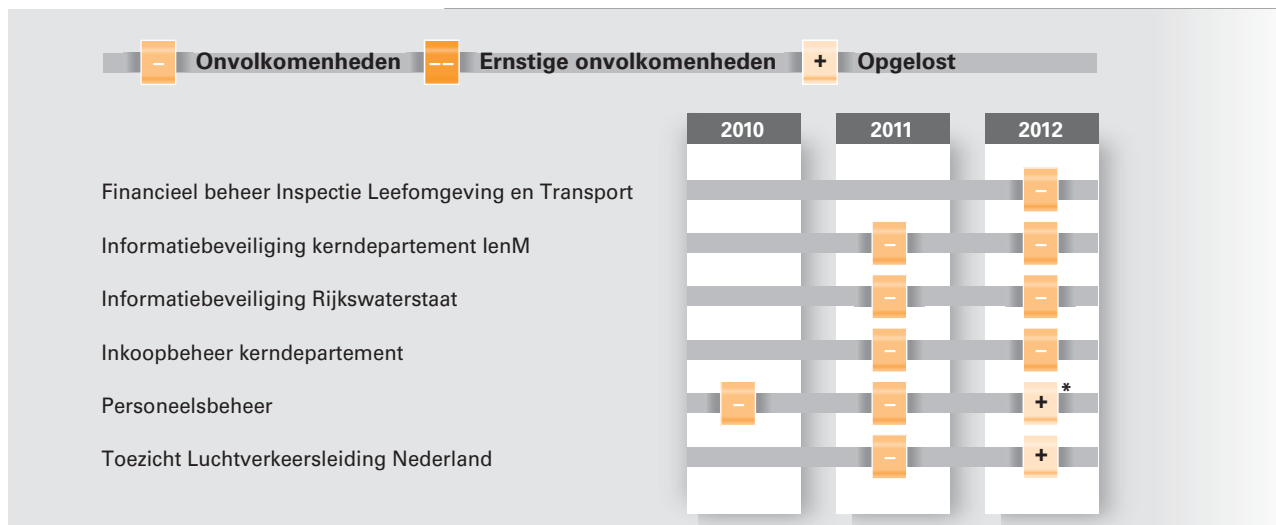 – Onvolkomenheden –– Ernstige onvolkomenheden + Opgelost
2010 2011 2012
Financieel beheer Inspectie Leefomgeving en Transport –
Informatiebeveiliging kerndepartement IenM – –
Informatiebeveiliging Rijkswaterstaat – –
Inkoopbeheer kerndepartement – –
Personeelsbeheer – – + *
Toezicht Luchtverkeersleiding Nederland – +